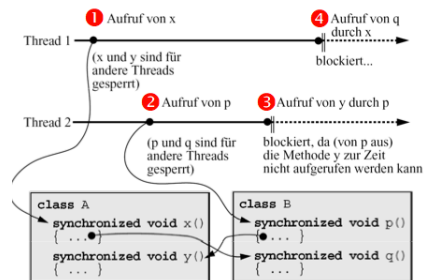 1 Aufruf von x
4 Aufruf von q
durch x
Thread 1
(x und y sind für
andere Threads
gesperrt)
blockiert...
2 Aufruf von p
3 Aufruf von y durch p
Thread 2
(p und q sind für
andere Threads
gesperrt)
blockiert, da (von p aus)
die Methode y zur Zeit
nicht aufgerufen werden kann
class A
synchronized void x()
{ ... }
synchronized void y()
{ ... }
class B
synchronized void p()
{ ... }
synchronized void q()
{ ... }